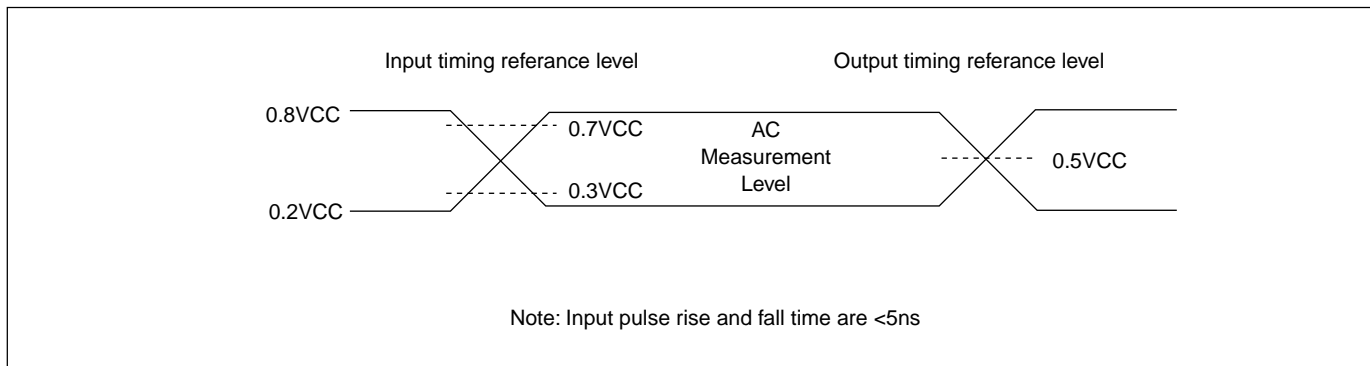 Input timing referance level
Output timing referance level
0.8VCC
0.7VCC
AC
Measurement
Level
0.5VCC
0.3VCC
0.2VCC
Note: Input pulse rise and fall time are <5ns